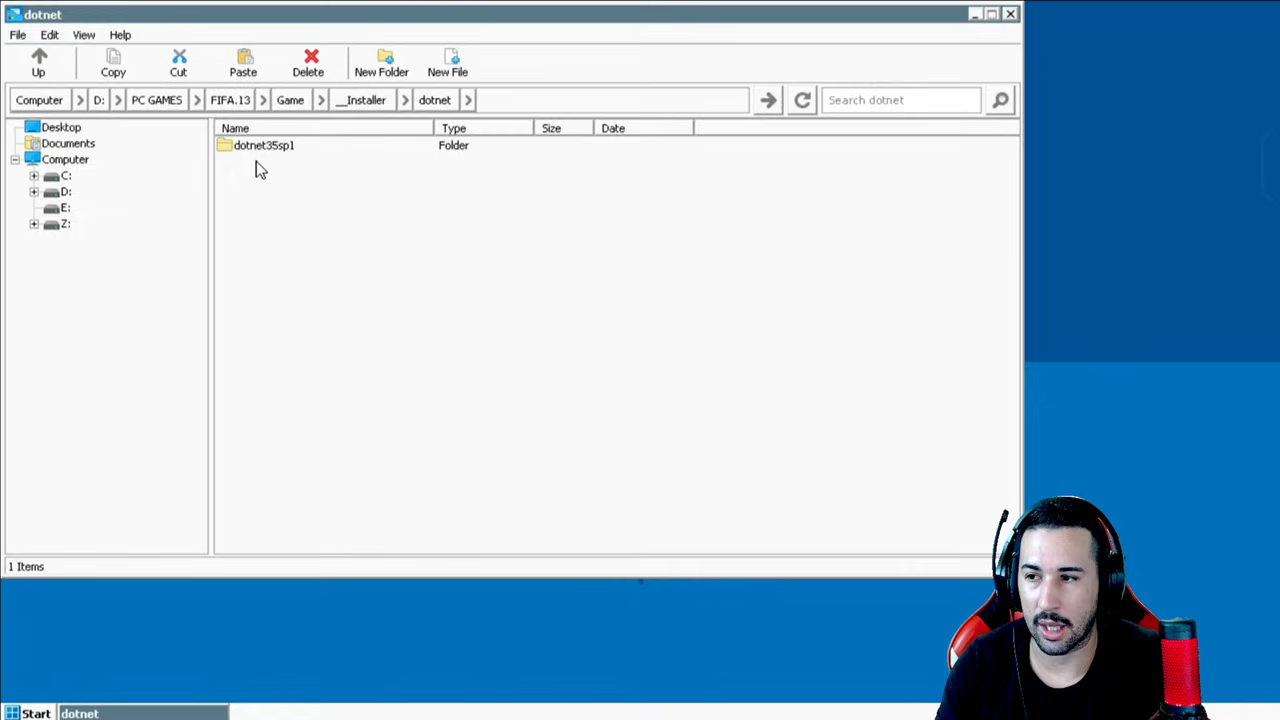 dotnet
File Edit View Help
Up Copy Cut Paste Delete New Folder New File
Computer D: PC GAMES FIFA.13 Game __Installer dotnet Search dotnet
Desktop
Documents
Computer
C:
D:
E:
Z:
Name Type Size Date
dotnet35sp1 Folder
1 Items
Start dotnet